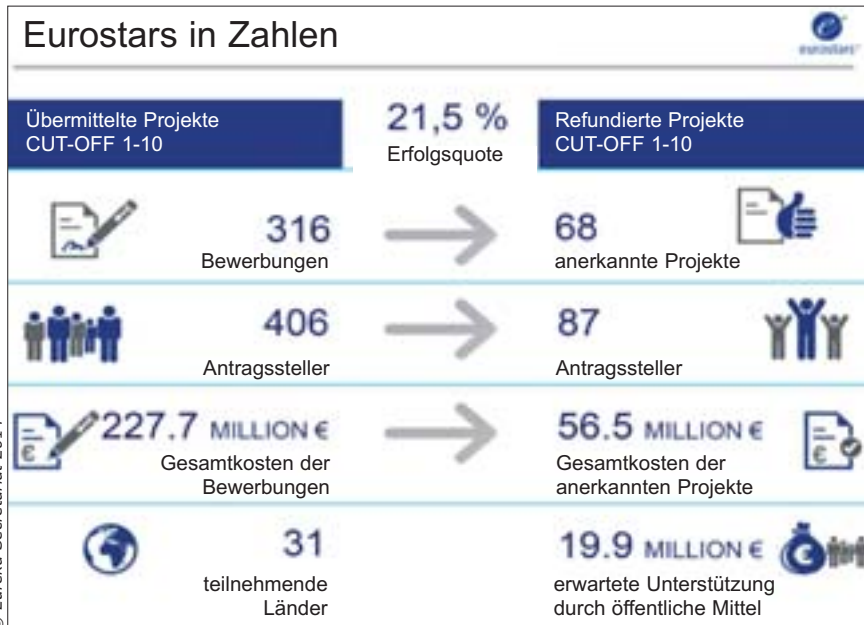 Eurostars in Zahlen
eurostars™
Übermittelte Projekte
CUT-OFF 1-10
21,5 %
Erfolgsquote
Refundierte Projekte
CUT-OFF 1-10
316
Bewerbungen
68
anerkannte Projekte
406
Antragssteller
87
Antragssteller
227.7 MILLION €
Gesamtkosten der
Bewerbungen
56.5 MILLION €
Gesamtkosten der
anerkannten Projekte
31
teilnehmende
Länder
19.9 MILLION €
erwartete Unterstützung
durch öffentliche Mittel